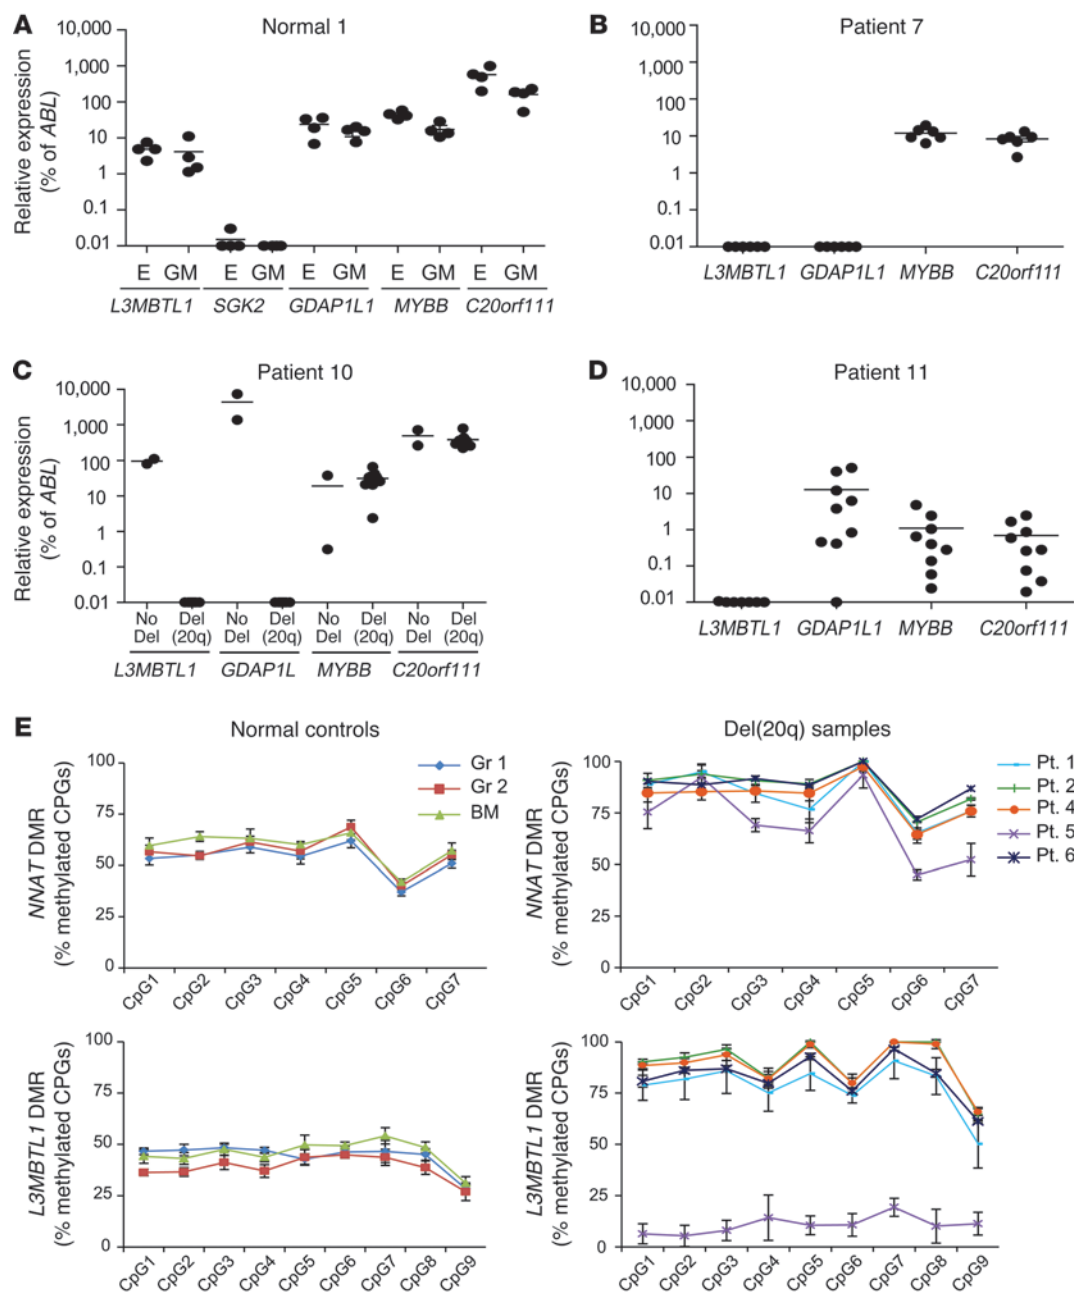 A
Normal 1
Relative expression
(% of ABL)
10,000
1,000
100
10
1
0.1
0.01
E GM E GM E GM E GM E GM
L3MBTL1 SGK2 GDAP1L1 MYBB C20orf111
B
Patient 7
10,000
1,000
100
10
1
0.1
0.01
L3MBTL1 GDAP1L1 MYBB C20orf111
C
Patient 10
Relative expression
(% of ABL)
10,000
1,000
100
10
1
0.1
0.01
No Del No Del No Del No Del
Del (20q) Del (20q) Del (20q) Del (20q)
L3MBTL1 GDAP1L MYBB C20orf111
D
Patient 11
10,000
1,000
100
10
1
0.1
0.01
L3MBTL1 GDAP1L1 MYBB C20orf111
E
Normal controls
NNAT DMR
(% methylated CPGs)
100
75
50
25
0
CpG1 CpG2 CpG3 CpG4 CpG5 CpG6 CpG7
Gr 1
Gr 2
BM
Del(20q) samples
NNAT DMR
(% methylated CPGs)
100
75
50
25
0
CpG1 CpG2 CpG3 CpG4 CpG5 CpG6 CpG7
Pt. 1
Pt. 2
Pt. 4
Pt. 5
Pt. 6
L3MBTL1 DMR
(% methylated CPGs)
100
75
50
25
0
CpG1 CpG2 CpG3 CpG4 CpG5 CpG6 CpG7 CpG8 CpG9
L3MBTL1 DMR
(% methylated CPGs)
100
75
50
25
0
CpG1 CpG2 CpG3 CpG4 CpG5 CpG6 CpG7 CpG8 CpG9